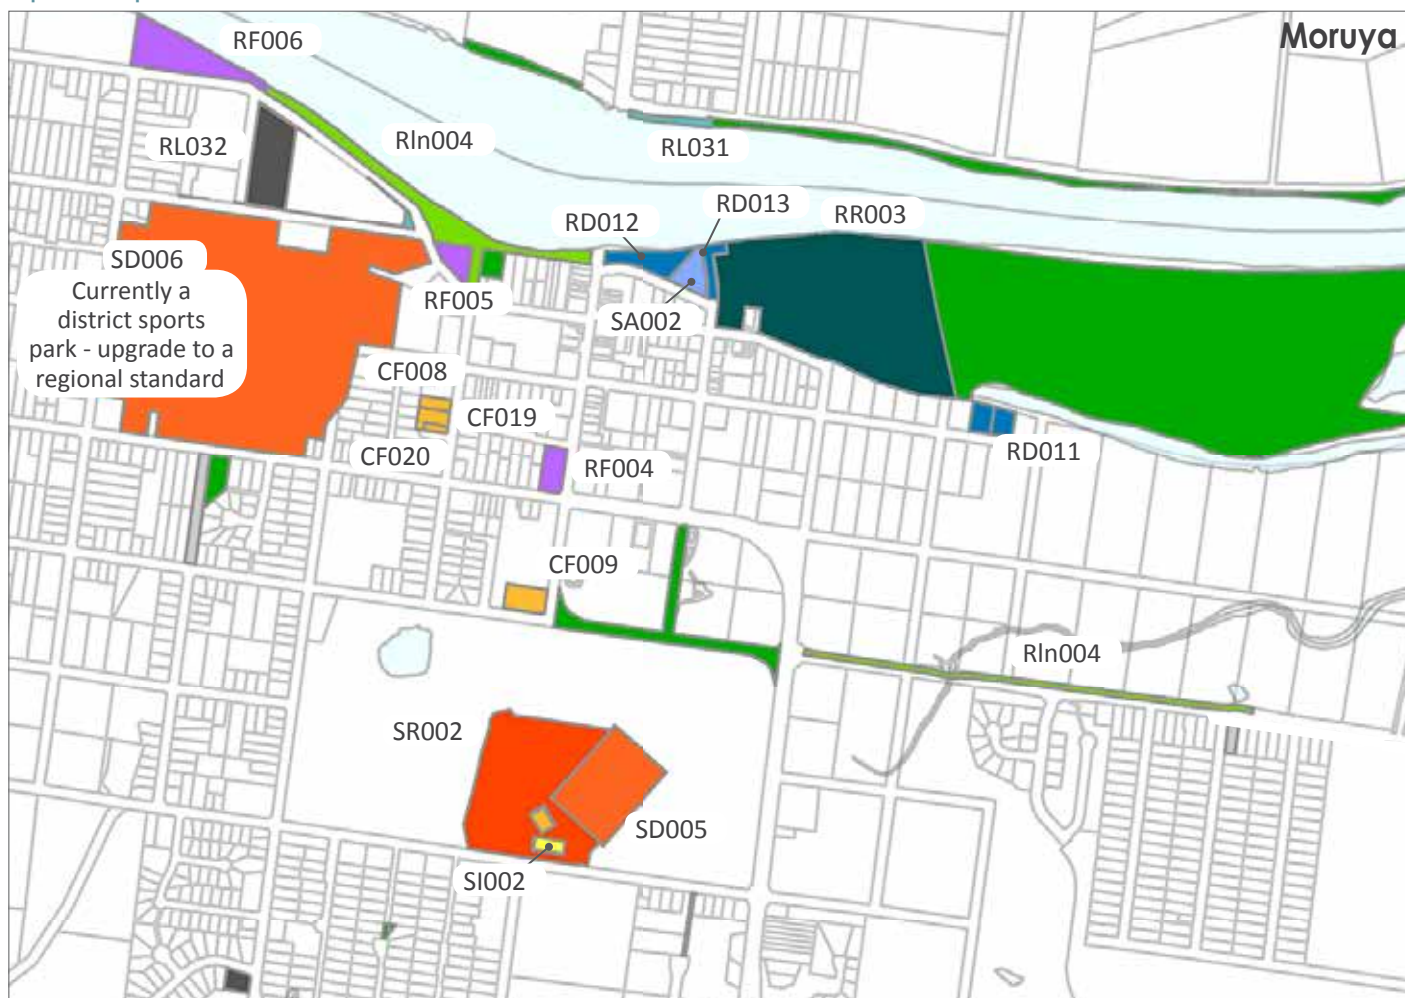 Moruya
RF006
RL032
Rln004
RL031
RD013
RD012
RR003
SD006
Currently a
district sports
park - upgrade to a
regional standard
RF005
SA002
CF008
CF019
CF020
RF004
RD011
CF009
Rln004
SR002
SD005
SI002